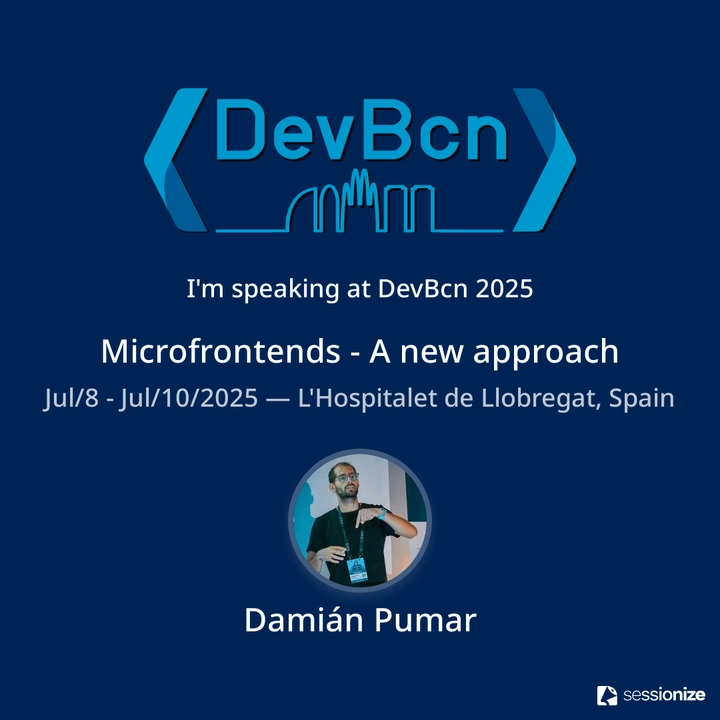 DevBcn
I'm speaking at DevBcn 2025
Microfrontends - A new approach
Jul/8 - Jul/10/2025 — L'Hospitalet de Llobregat, Spain
Damián Pumar
sessionize